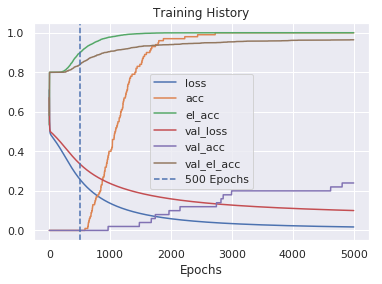 Training History
1.0
0.8
0.6
0.4
0.2
0.0
loss
acc
el_acc
val_loss
val_acc
val_el_acc
500 Epochs
0 1000 2000 3000 4000 5000
Epochs